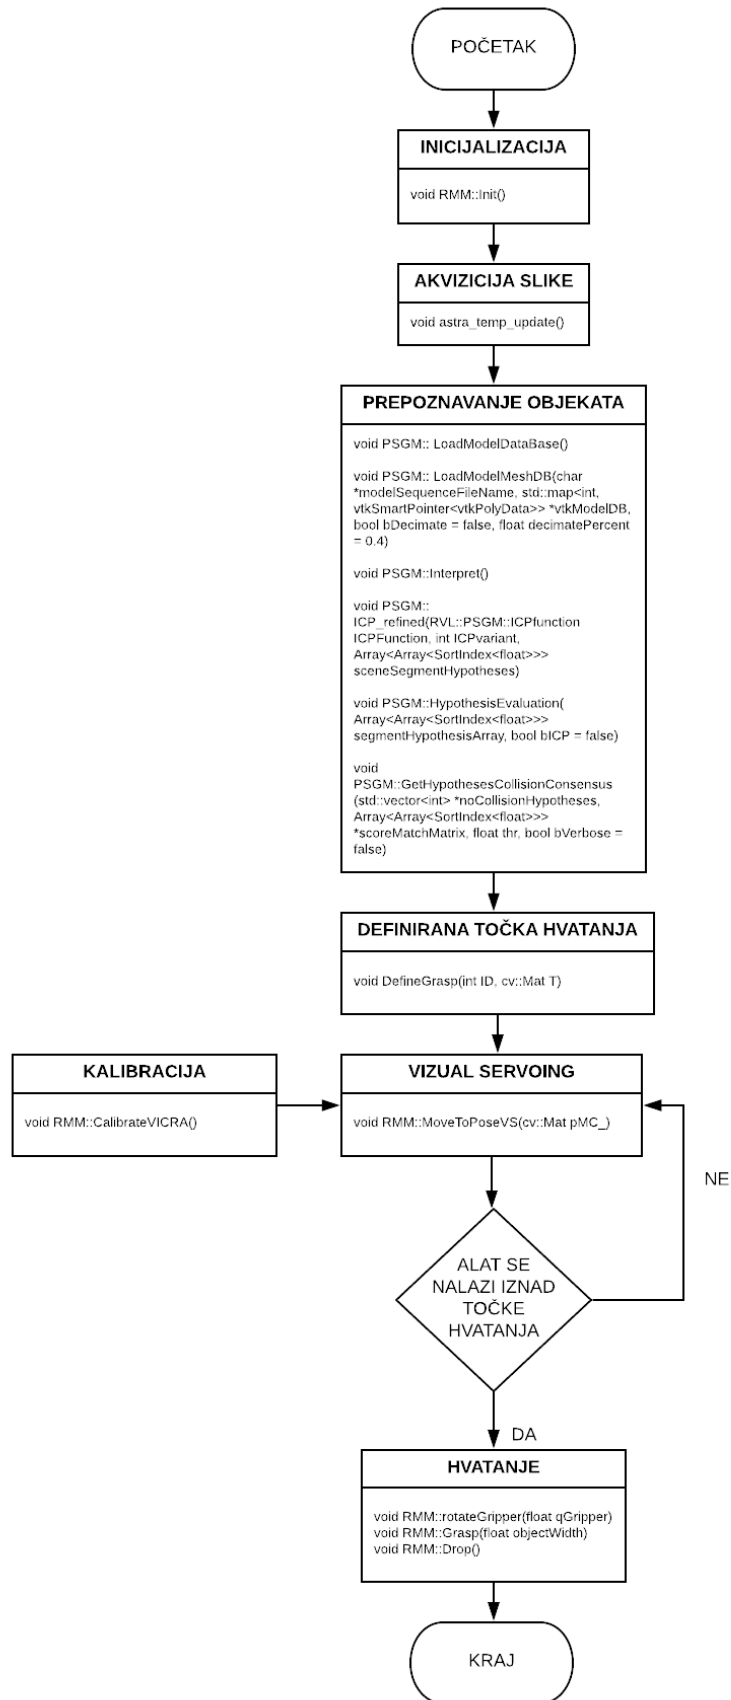 POČETAK
INICIJALIZACIJA
void RMM::Init()
AKVIZICIJA SLIKE
void astra_temp_update()
PREPOZNAVANJE OBJEKATA
void PSGM:: LoadModelDataBase()
void PSGM:: LoadModelMeshDB(char
*modelSequenceFileName, std::map<int,
vtkSmartPointer<vtkPolyData>> *vtkModelDB,
bool bDecimate = false, float decimatePercent
= 0.4)
void PSGM::Interpret()
void PSGM::
ICP_refined(RVL::PSGM::ICPfunction
ICPFunction, int ICPvariant,
Array<Array<SortIndex<float>>>
sceneSegmentHypotheses)
void PSGM::HypothesisEvaluation(
Array<Array<SortIndex<float>>>
segmentHypothesisArray, bool bICP = false)
void
PSGM::GetHypothesesCollisionConsensus
(std::vector<int> *noCollisionHypotheses,
Array<Array<SortIndex<float>>>
*scoreMatchMatrix, float thr, bool bVerbose =
false)
DEFINIRANA TOČKA HVATANJA
void DefineGrasp(int ID, cv::Mat T)
KALIBRACIJA
void RMM::CalibrateVICRA()
VIZUAL SERVOING
void RMM::MoveToPoseVS(cv::Mat pMC_)
NE
ALAT SE
NALAZI IZNAD
TOČKE
HVATANJA
DA
HVATANJE
void RMM::rotateGripper(float qGripper)
void RMM::Grasp(float objectWidth)
void RMM::Drop()
KRAJ